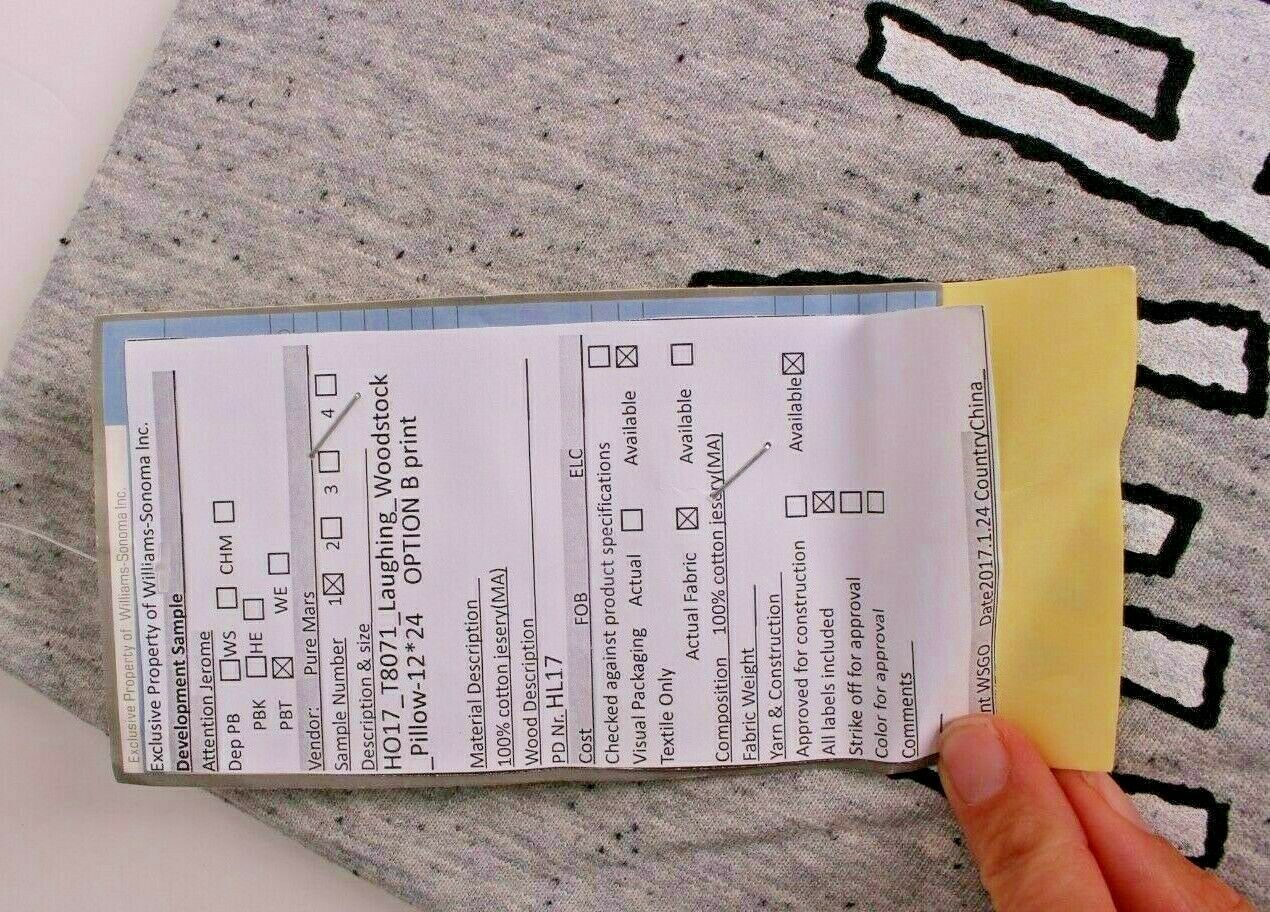 Exclusive Property of Williams-Sonoma Inc.
Exclusive Property of Williams-Sonoma Inc.
Development Sample
Attention Jerome
Dep PB ☐WS ☐ CHM ☐
PBK ☐HE ☐
PBT ☒ WE ☐
Vendor: Pure Mars
Sample Number 1☒ 2☐ 3☐ 4☐
Description & size
HO17_T8071_Laughing_Woodstock
_Pillow-12*24 OPTION B print
Material Description
100% cotton jesery(MA)
Wood Description
PD Nr. HL17
Cost FOB ELC
Checked against product specifications ☐
Visual Packaging Actual ☐ Available ☒
Textile Only
Actual Fabric ☒ Available ☐
Composition 100% cotton jesery(MA)
Fabric Weight
Yarn & Construction
Approved for construction ☐ Available ☒
All labels included ☒
Strike off for approval ☐
Color for approval ☐
Comments
nt WSGO Date2017.1.24 CountryChina